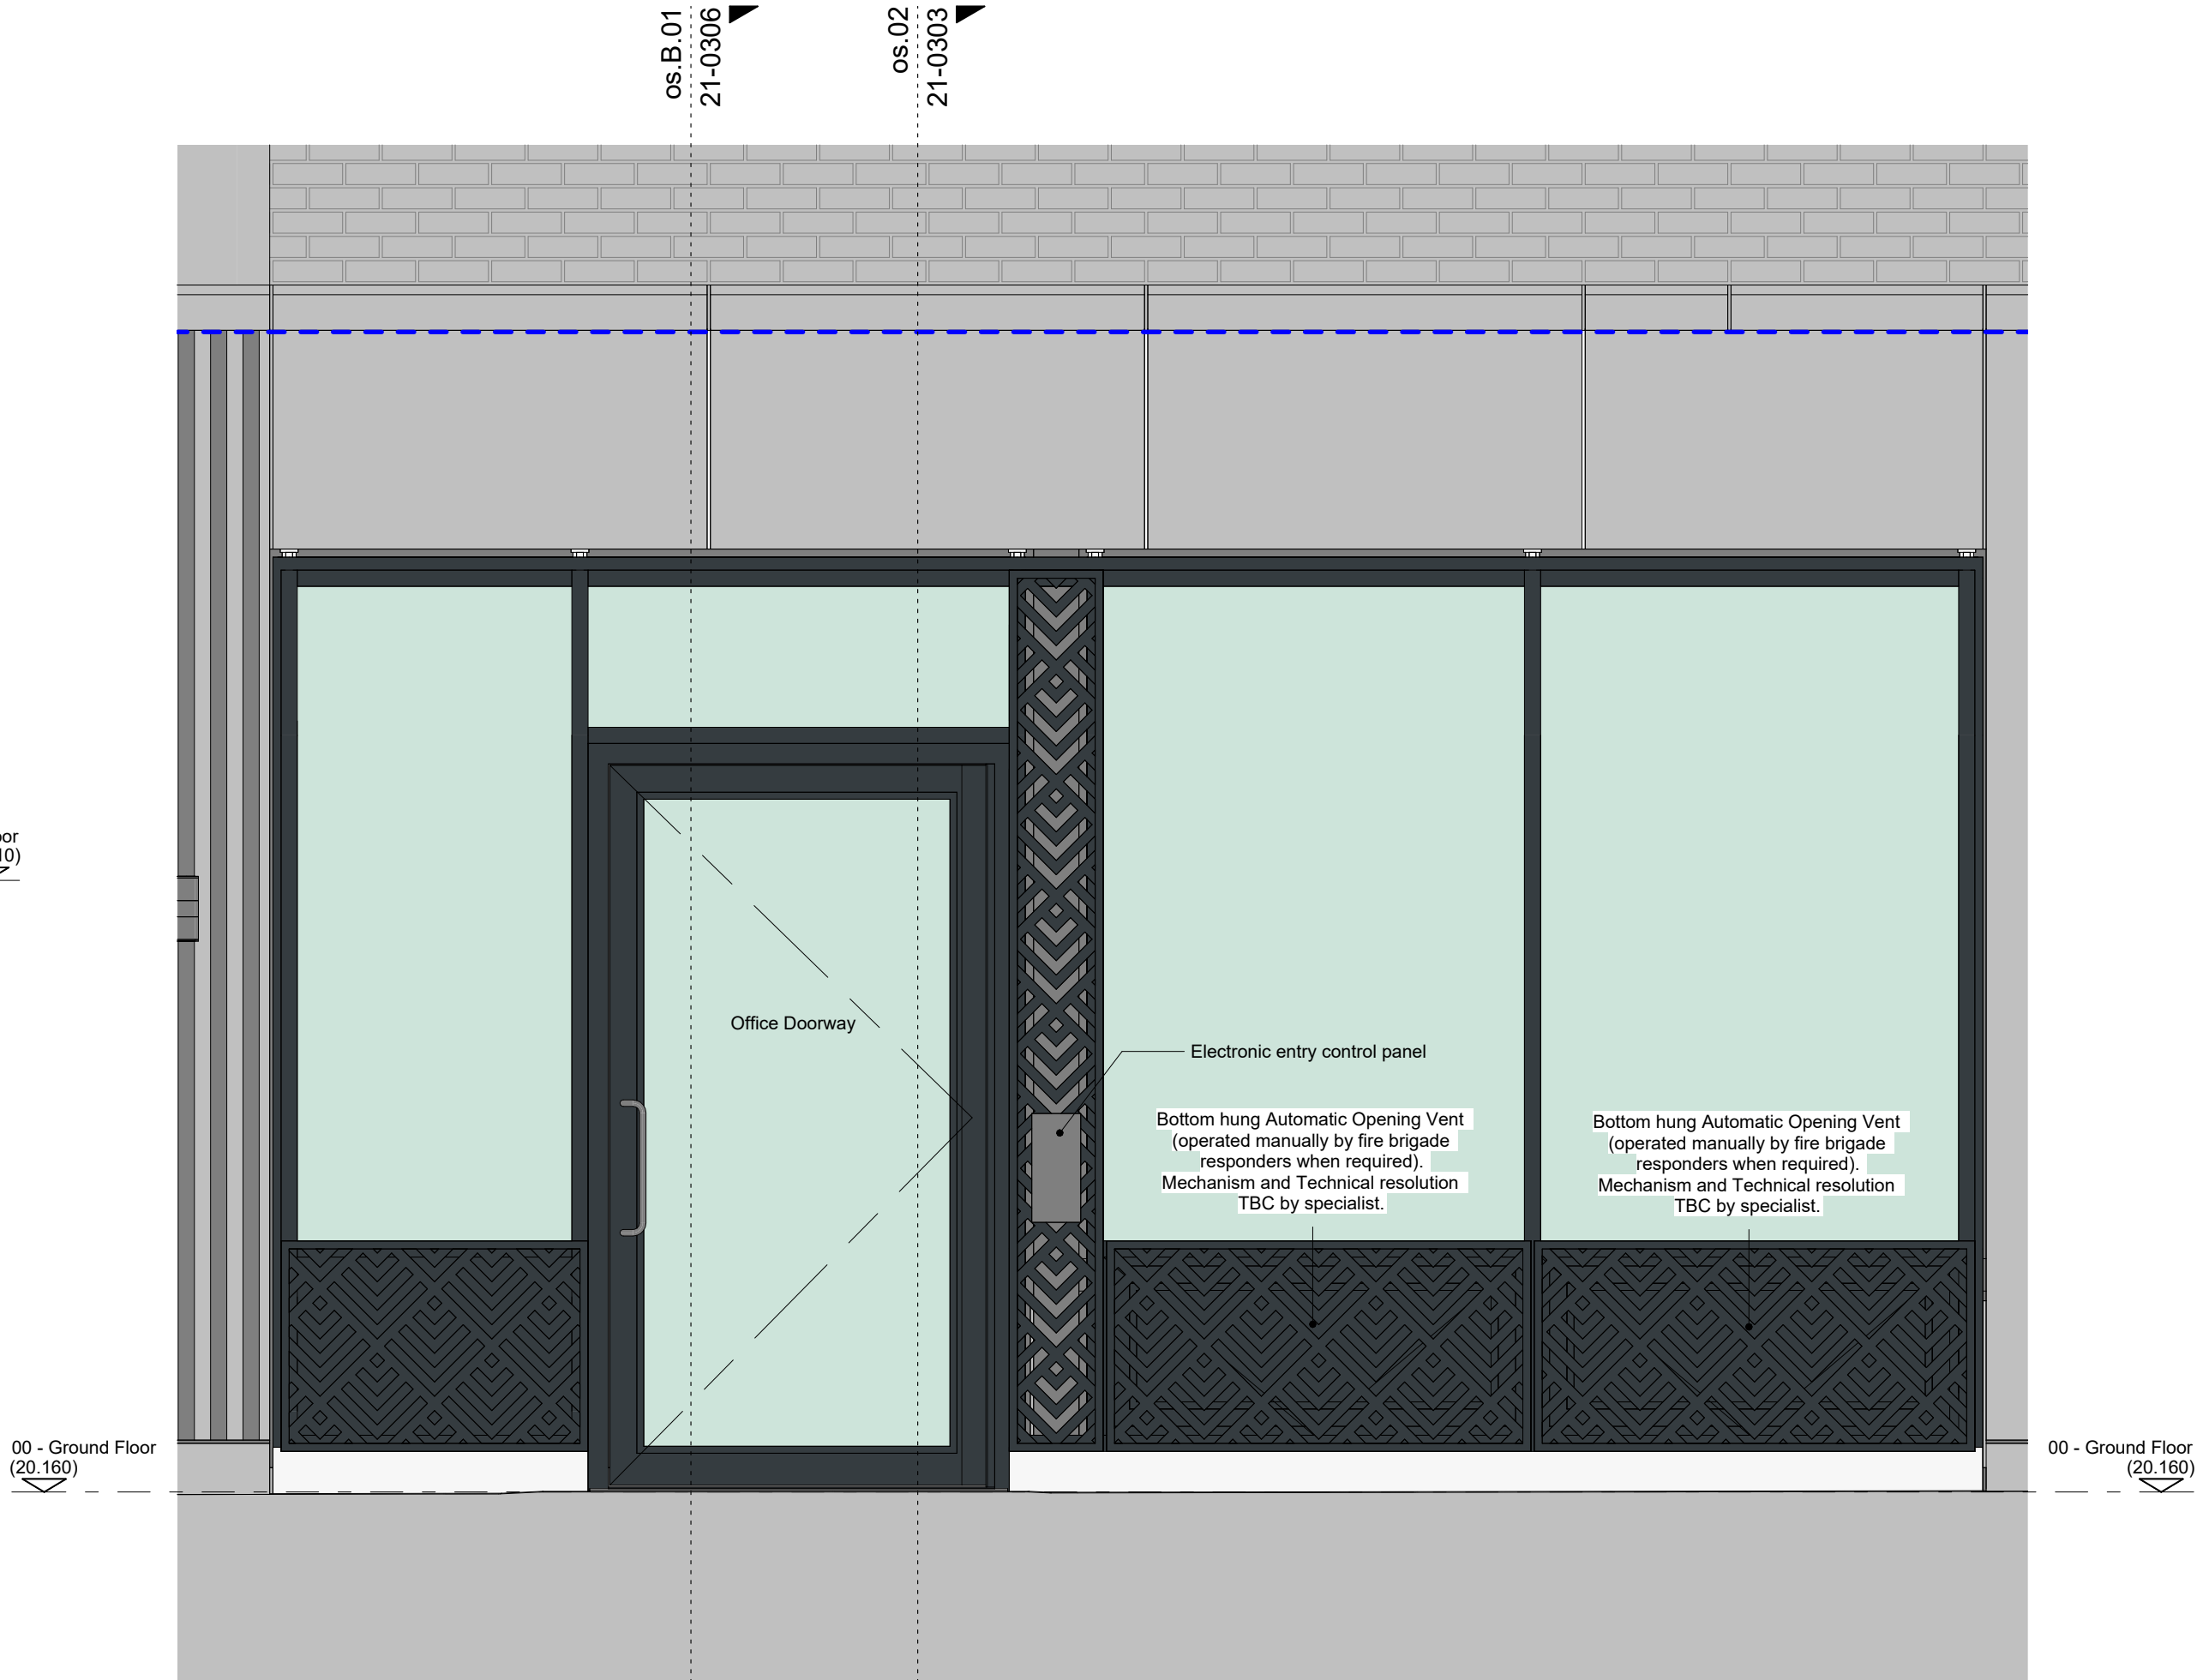 os.B.01
21-0306
os.02
21-0303
10)
Office Doorway
Electronic entry control panel
Bottom hung Automatic Opening Vent
(operated manually by fire brigade
responders when required).
Mechanism and Technical resolution
TBC by specialist.
Bottom hung Automatic Opening Vent
(operated manually by fire brigade
responders when required).
Mechanism and Technical resolution
TBC by specialist.
00 - Ground Floor
(20.160)
00 - Ground Floor
(20.160)